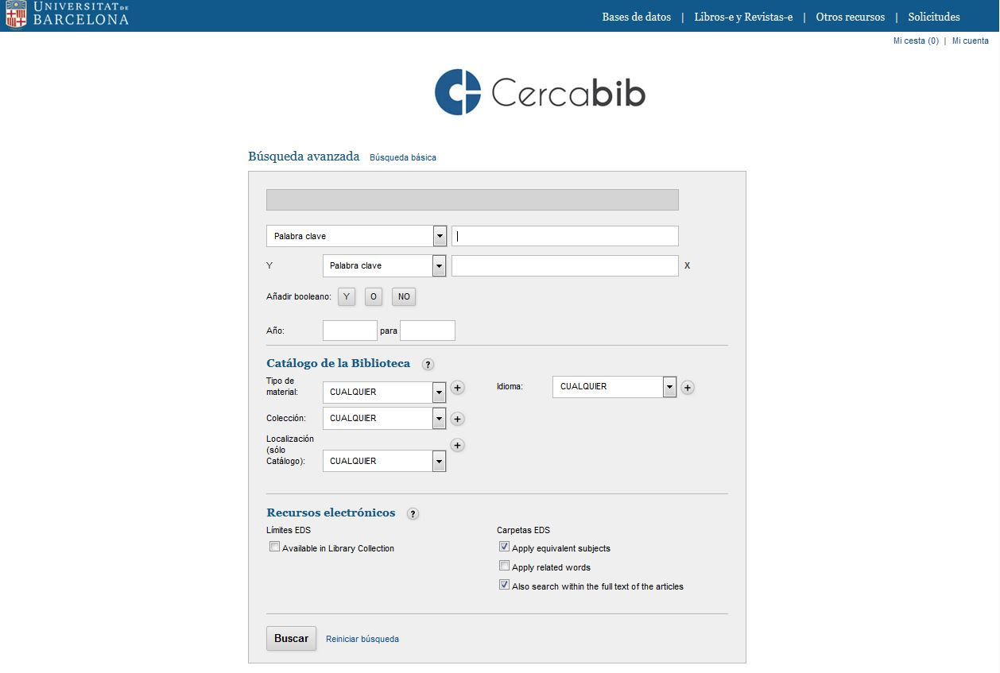 UNIVERSITAT DE
BARCELONA
Bases de datos | Libros-e y Revistas-e | Otros recursos | Solicitudes
Mi cesta (0) | Mi cuenta
Cercabib
Búsqueda avanzada Búsqueda básica
Palabra clave
Y Palabra clave X
Añadir booleano: Y O NO
Año: para
Catálogo de la Biblioteca ?
Tipo de
material: CUALQUIER + Idioma: CUALQUIER +
Colección: CUALQUIER +
Localización
(sólo +
Catálogo): CUALQUIER
Recursos electrónicos ?
Límites EDS Carpetas EDS
Available in Library Collection Apply equivalent subjects
Apply related words
Also search within the full text of the articles
Buscar Reiniciar búsqueda